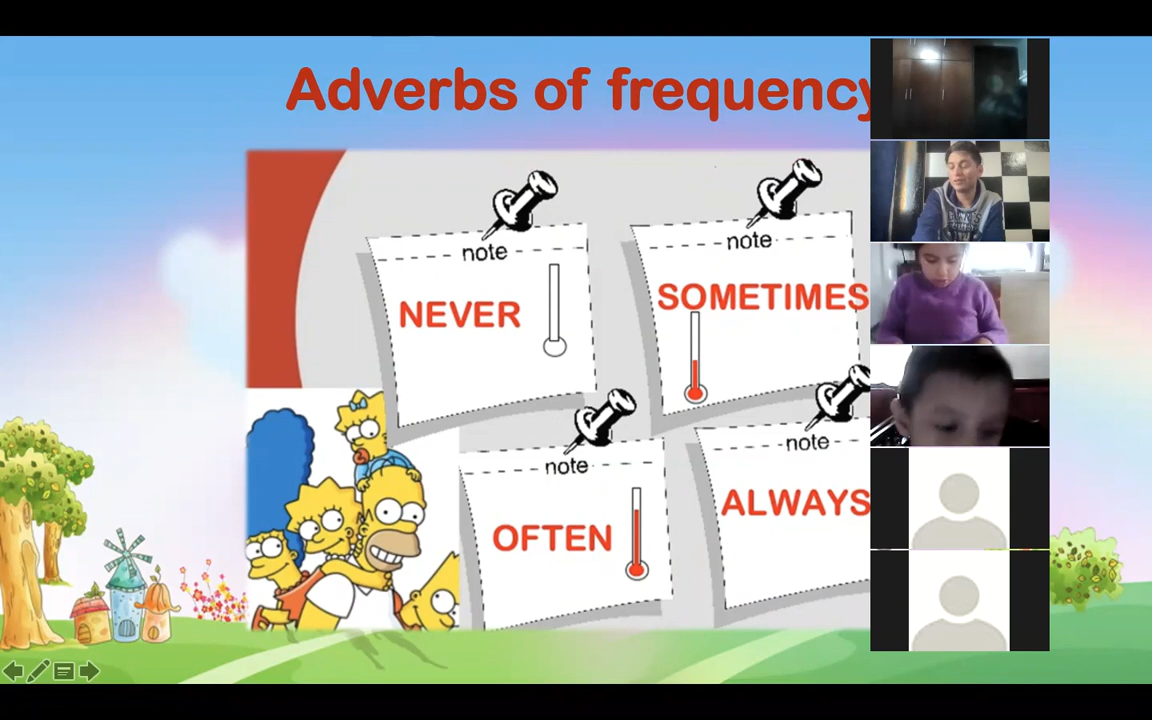 Adverbs of frequency
note
NEVER
note
SOMETIMES
note
OFTEN
note
ALWAYS